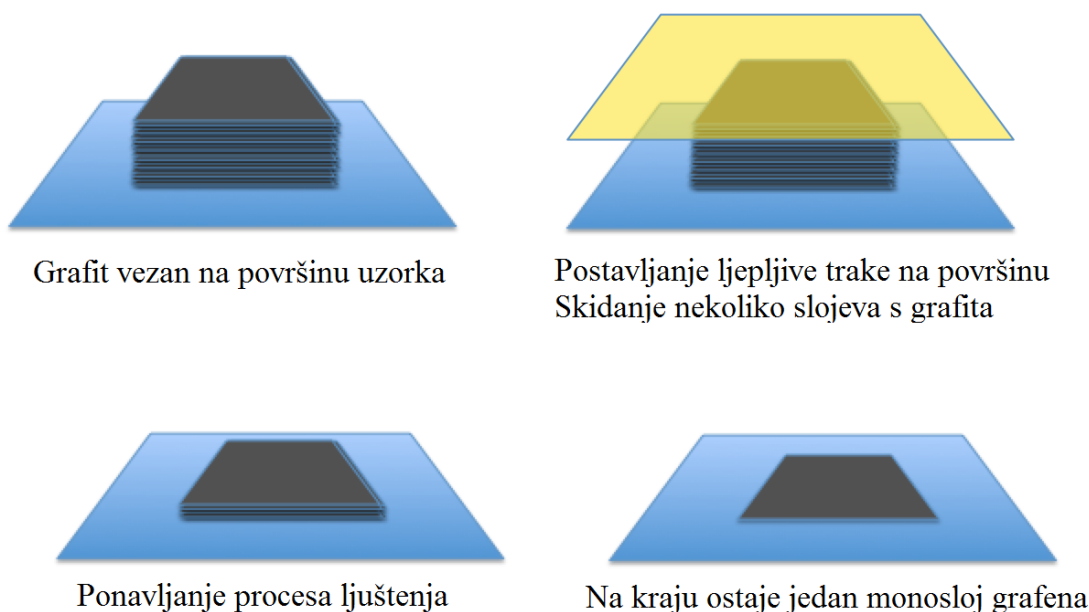 Grafit vezan na površinu uzorka
Postavljanje ljepljive trake na površinu
Skidanje nekoliko slojeva s grafita
Ponavljanje procesa ljuštenja
Na kraju ostaje jedan monosloj grafena